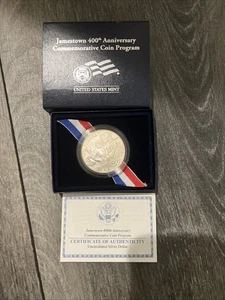 Jamestown 400th Anniversary
Commemorative Coin Program
UNITED STATES MINT
Jamestown 400th Anniversary
Commemorative Coin Program
CERTIFICATE OF AUTHENTICITY
Uncirculated Silver Dollar